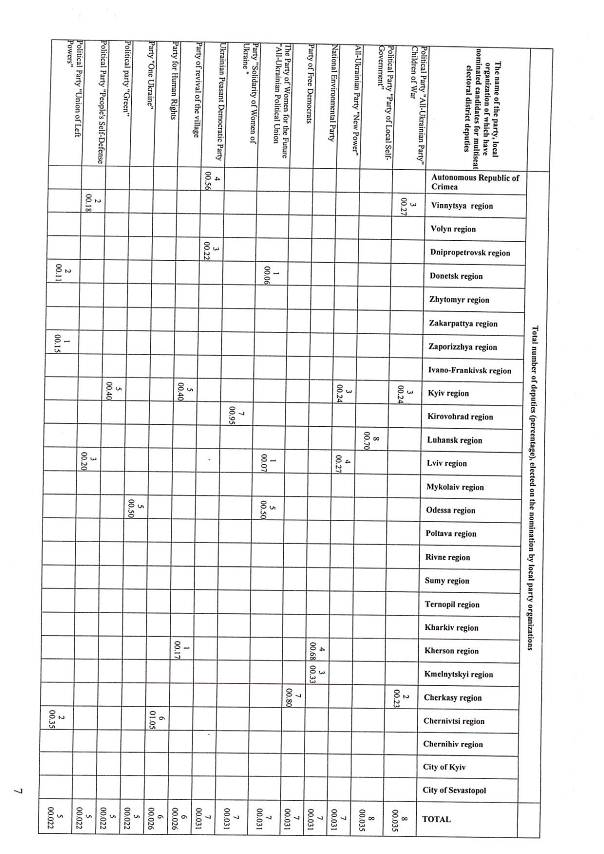 Total number of deputies (percentage), elected on the nomination by local party organizations
The name of the party, local
organization of which have
nominated candidates for multiseat
electoral district deputies
Autonomous Republic of
Crimea
Vinnytsya region
Volyn region
Dnipropetrovsk region
Donetsk region
Zhytomyr region
Zakarpattya region
Zaporizzhya region
Ivano-Frankivsk region
Kyiv region
Kirovohrad region
Luhansk region
Lviv region
Mykolaiv region
Odessa region
Poltava region
Rivne region
Sumy region
Ternopil region
Kharkiv region
Kherson region
Kmelnytskyi region
Cherkasy region
Chernivtsi region
Chernihiv region
City of Kyiv
City of Sevastopol
TOTAL
Political Party "All-Ukrainian Party"
Children of War
3
00.27
3
00.24
2
00.23
8
00.035
Political Party "Party of Local Self-
Government"
8
00.70
8
00.035
All-Ukrainian Party "New Power"
3
00.24
4
00.27
7
00.031
National Environmental Party
4
00.68
3
00.33
7
00.031
Party of Free Democrats
7
00.80
7
00.031
The Party of Women for the Future
"All-Ukrainian Political Union
1
00.06
1
00.07
5
00.50
7
00.031
Party "Solidarity of Women of
Ukraine "
7
00.95
7
00.031
Ukrainian Peasant Democratic Party
4
00.56
3
00.22
7
00.031
Party of revival of the village
5
00.40
1
00.17
6
00.026
Party for Human Rights
6
01.05
6
00.026
Party "One Ukraine"
5
00.50
5
00.022
Political party "Green"
5
00.40
5
00.022
Political Party "People's Self-Defense
2
00.18
3
00.20
5
00.022
Political Party "Union of Left
Powers"
2
00.11
1
00.15
2
00.35
5
00.022
7